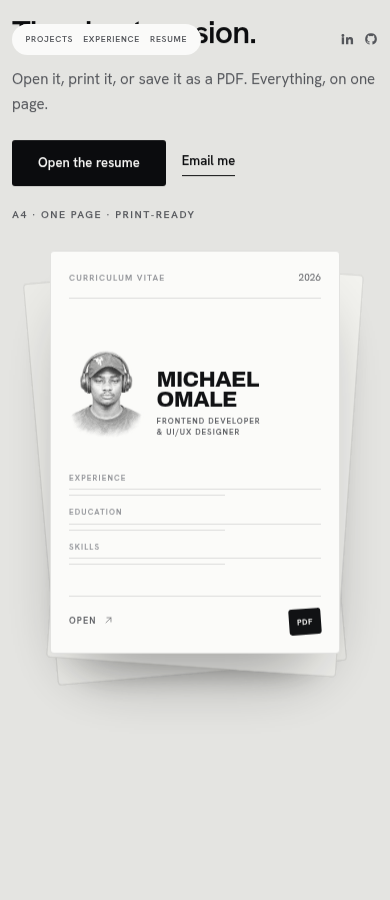 PROJECTS EXPERIENCE RESUME
Open it, print it, or save it as a PDF. Everything, on one
page.
Open the resume
Email me
A4 · ONE PAGE · PRINT-READY
CURRICULUM VITAE
2026
MICHAEL
OMALE
FRONTEND DEVELOPER
& UI/UX DESIGNER
EXPERIENCE
EDUCATION
SKILLS
OPEN
PDF